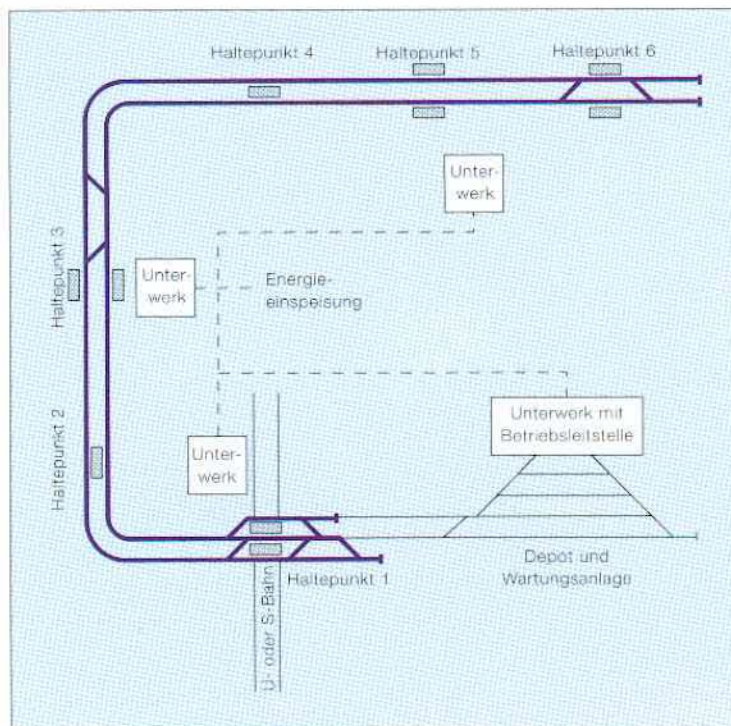 Haltepunkt 4
Haltepunkt 5
Haltepunkt 6
Unter-
werk
Haltepunkt 3
Unter-
werk
Energie-
einspeisung
Haltepunkt 2
Unter-
werk
Unterwerk mit
Betriebsleitstelle
Depot und
Wartungsanlage
Haltepunkt 1
U- oder S-Bahn